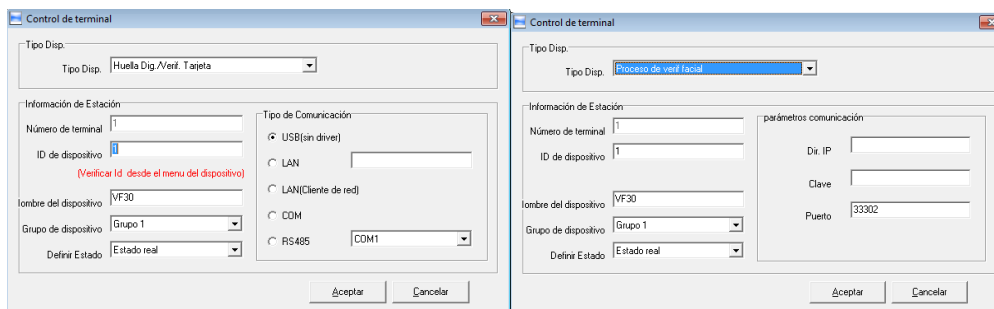 Control de terminal
Tipo Disp.
Tipo Disp. Huella Dig./Verif. Tarjeta
Información de Estación
Número de terminal 1
ID de dispositivo 1
(Verificar Id desde el menu del dispositivo)
Nombre del dispositivo VF30
Grupo de dispositivo Grupo 1
Definir Estado Estado real
Tipo de Comunicación
USB(sin driver)
LAN
LAN(Cliente de red)
COM
RS485 COM1
Aceptar Cancelar
Control de terminal
Tipo Disp.
Tipo Disp. Proceso de verif facial
Información de Estación
Número de terminal 1
ID de dispositivo 1
Nombre del dispositivo VF30
Grupo de dispositivo Grupo 1
Definir Estado Estado real
parámetros comunicación
Dir. IP
Clave
Puerto 33302
Aceptar Cancelar